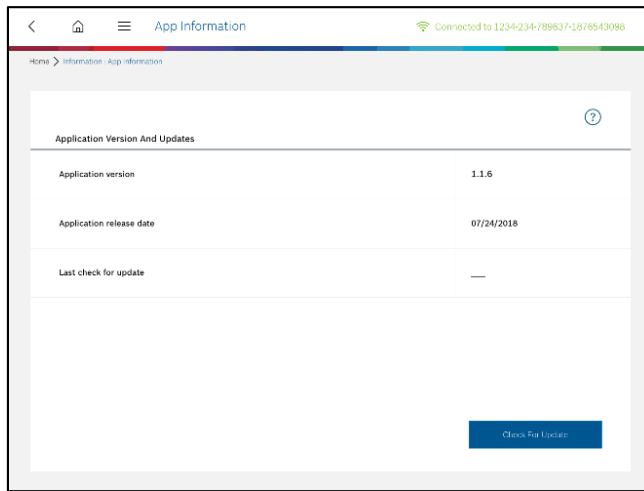 App Information
Connected to 1234-234-789637-1876543098
Home > Information · App Information
Application Version And Updates
Application version 1.1.6
Application release date 07/24/2018
Last check for update __
Check For Update